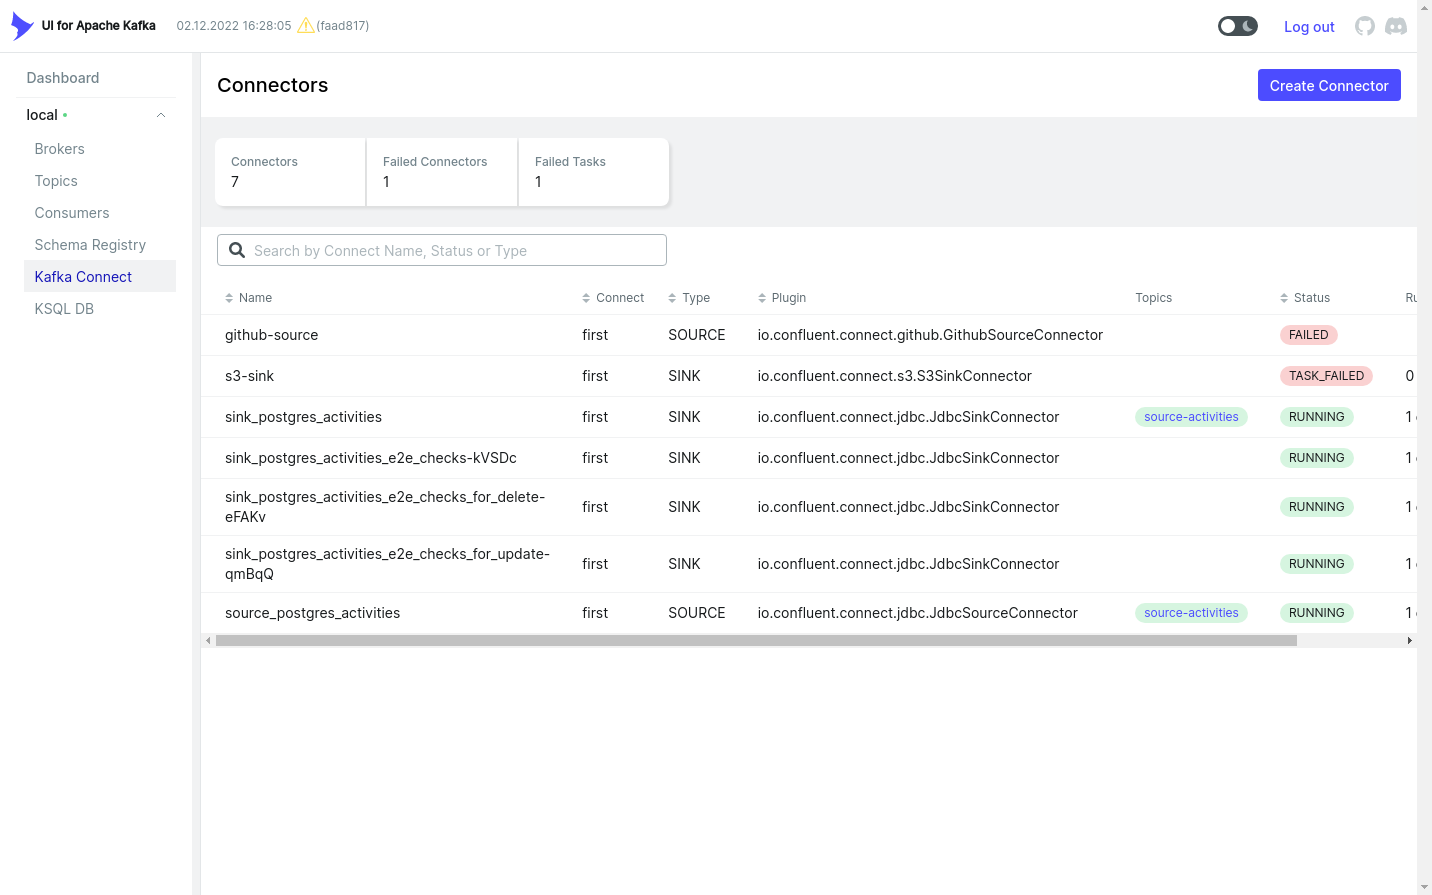 UI for Apache Kafka 02.12.2022 16:28:05 (faad817) Log out
Dashboard
local
Brokers
Topics
Consumers
Schema Registry
Kafka Connect
KSQL DB
Connectors Create Connector
Connectors Failed Connectors Failed Tasks
7 1 1
Search by Connect Name, Status or Type
Name Connect Type Plugin Topics Status
github-source first SOURCE io.confluent.connect.github.GithubSourceConnector FAILED
s3-sink first SINK io.confluent.connect.s3.S3SinkConnector TASK_FAILED 0
sink_postgres_activities first SINK io.confluent.connect.jdbc.JdbcSinkConnector source-activities RUNNING 1
sink_postgres_activities_e2e_checks-kVSDc first SINK io.confluent.connect.jdbc.JdbcSinkConnector RUNNING 1
sink_postgres_activities_e2e_checks_for_delete-
eFAKv first SINK io.confluent.connect.jdbc.JdbcSinkConnector RUNNING 1
sink_postgres_activities_e2e_checks_for_update-
qmBqQ first SINK io.confluent.connect.jdbc.JdbcSinkConnector RUNNING 1
source_postgres_activities first SOURCE io.confluent.connect.jdbc.JdbcSourceConnector source-activities RUNNING 1